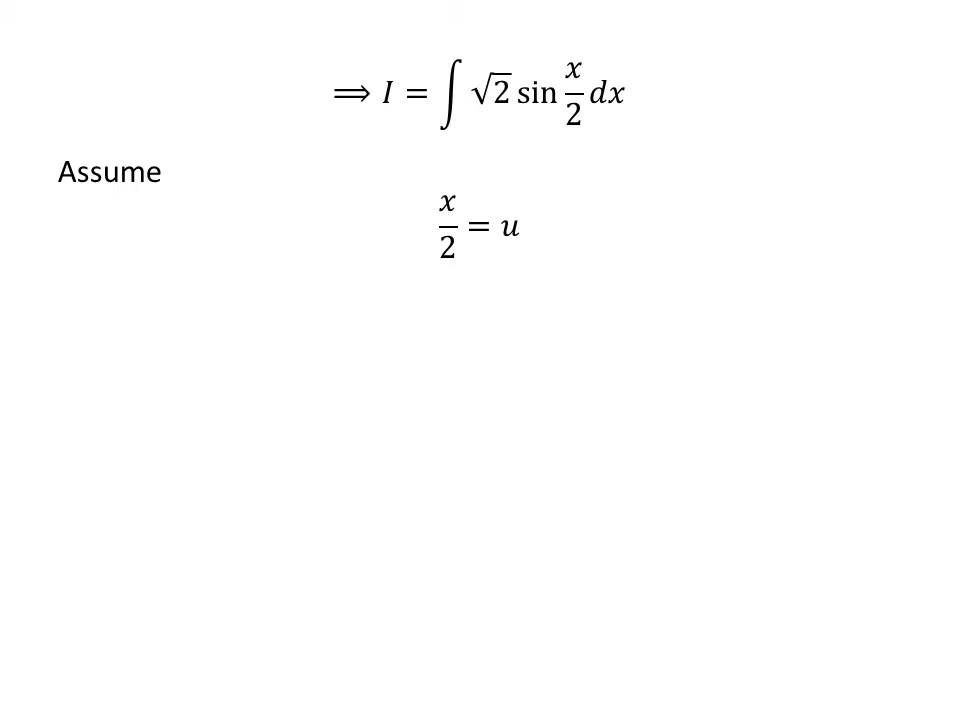 ⟹ I = ∫ √2 sin x/2 dx
Assume
x/2 = u